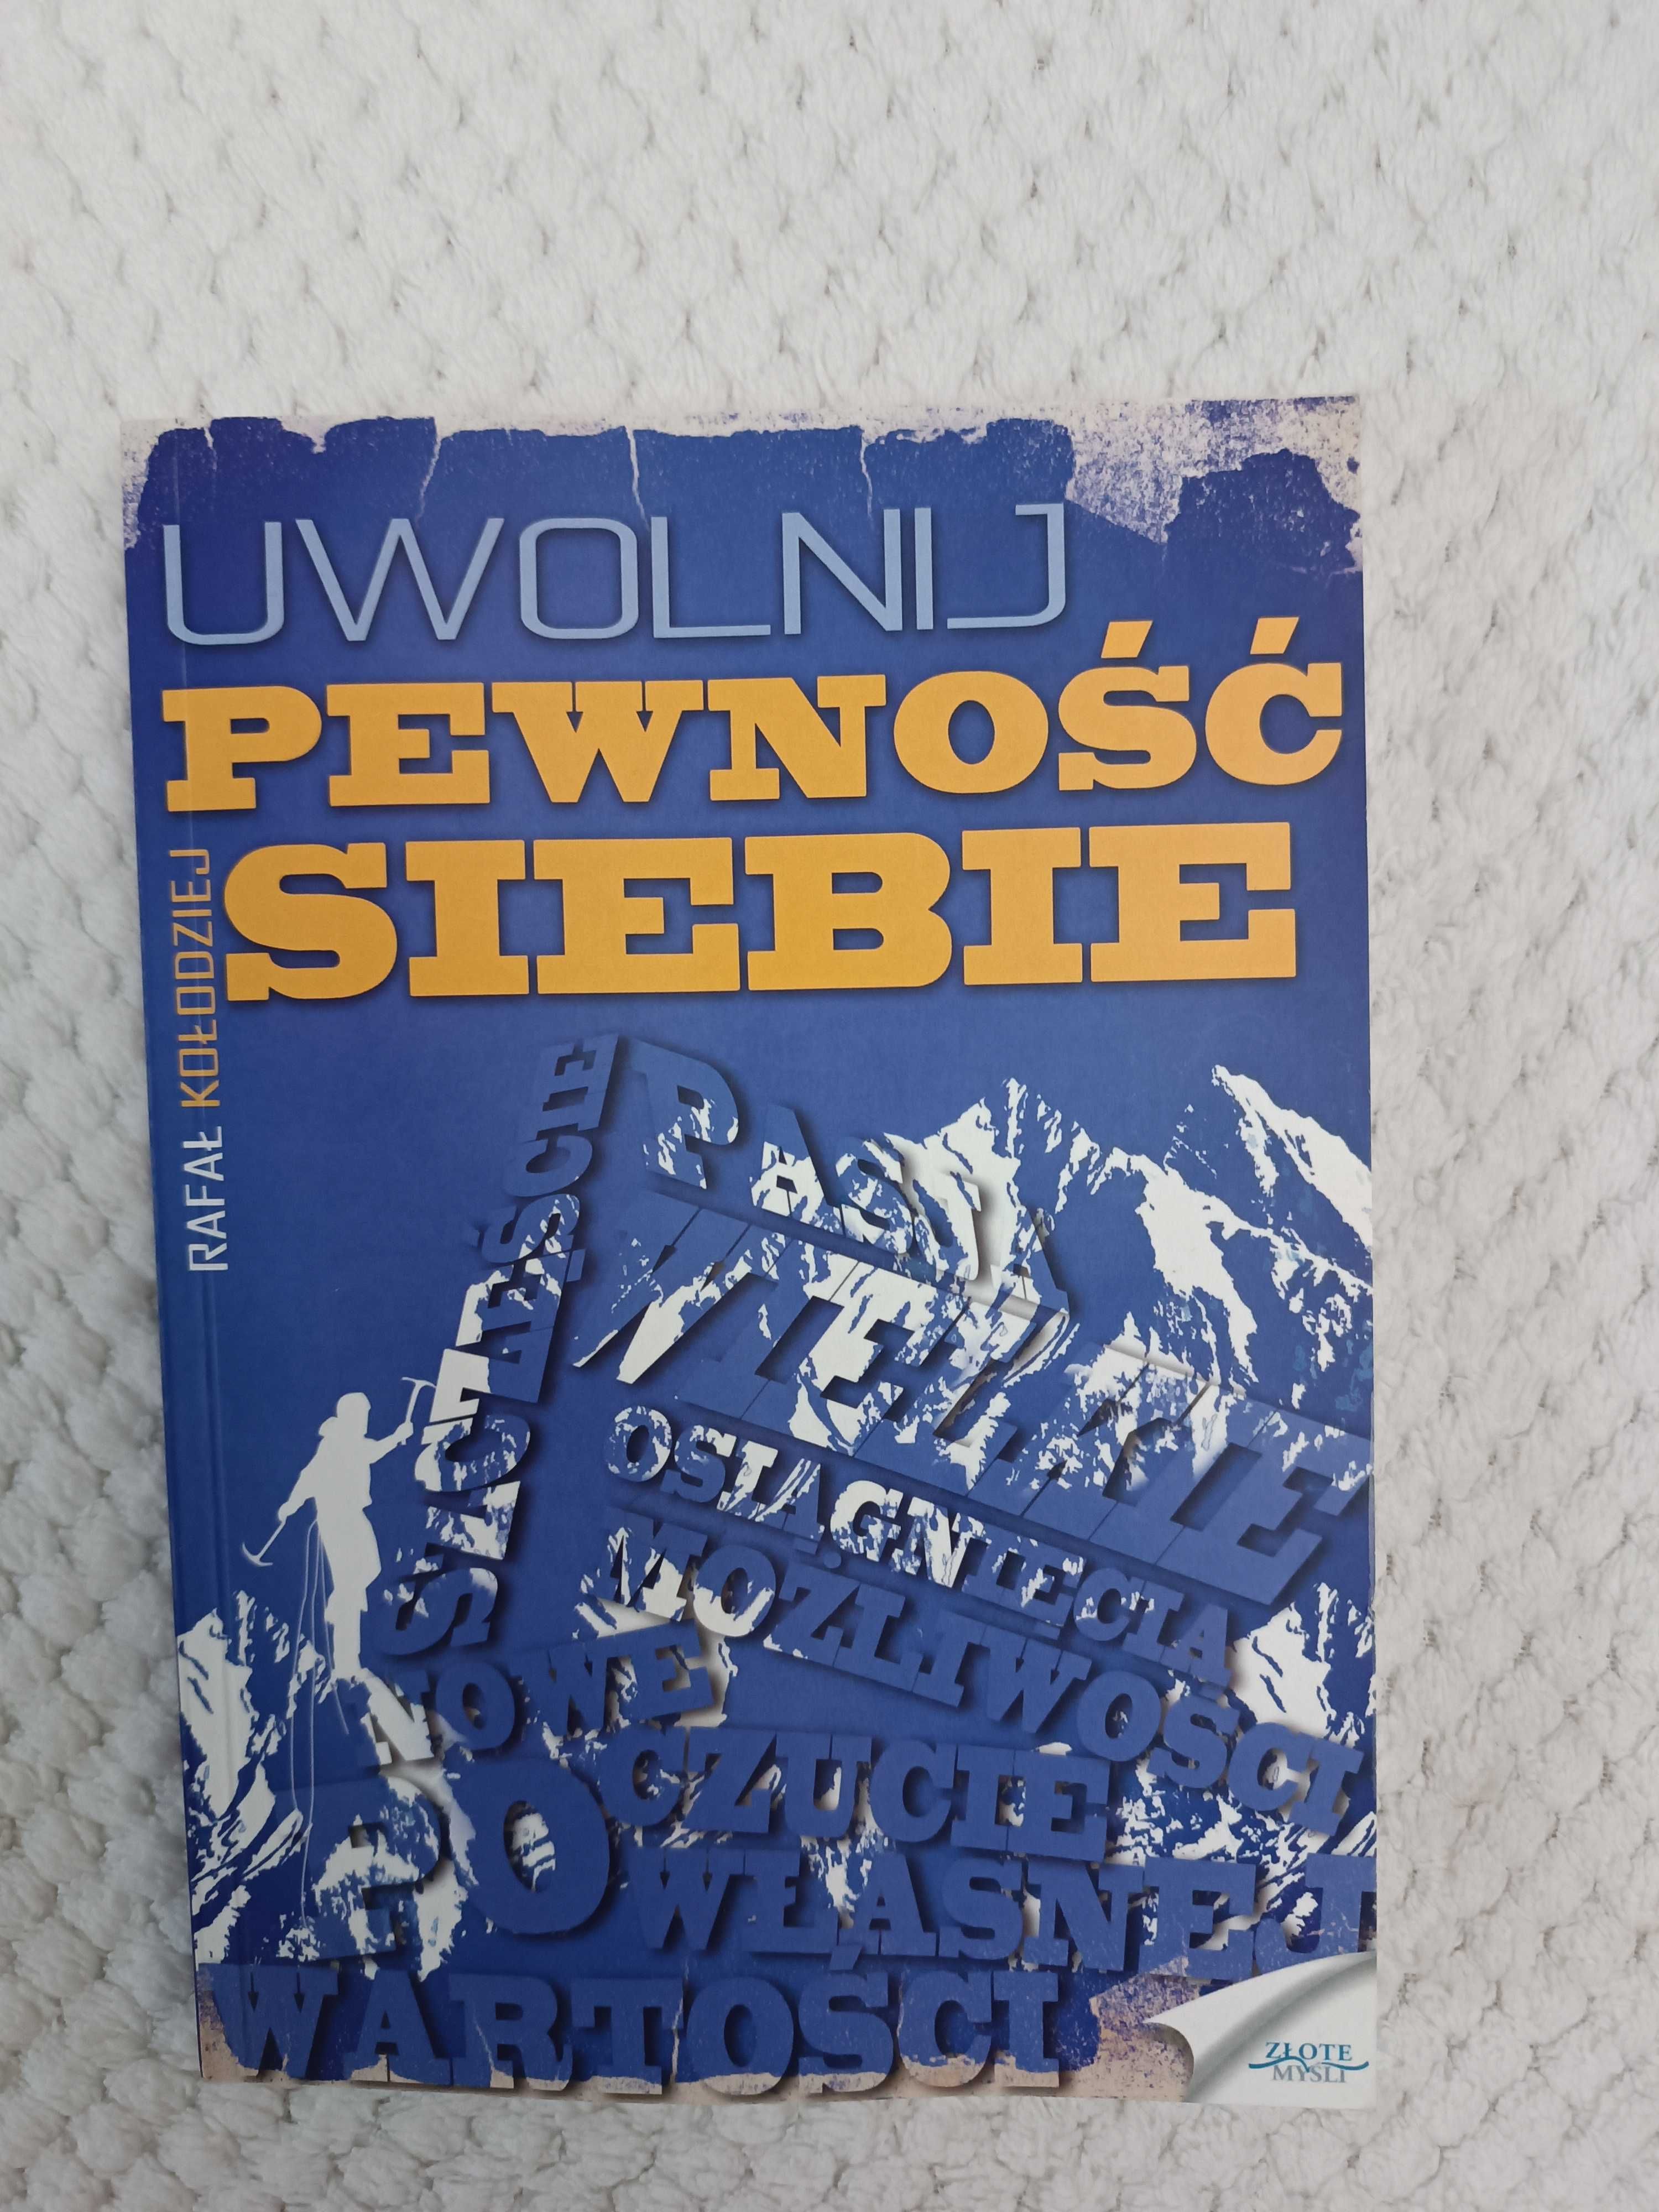 UWOLNIJ
PEWNOŚĆ
SIEBIE
RAFAŁ KOŁODZIEJ
SZCZĘŚCIE
PASJA
WIELKIE
OSIĄGNIĘCIA
MOŻLIWOŚCI
NOWE
POCZUCIE
WŁASNEJ
WARTOŚCI
ZŁOTE
MYŚLI